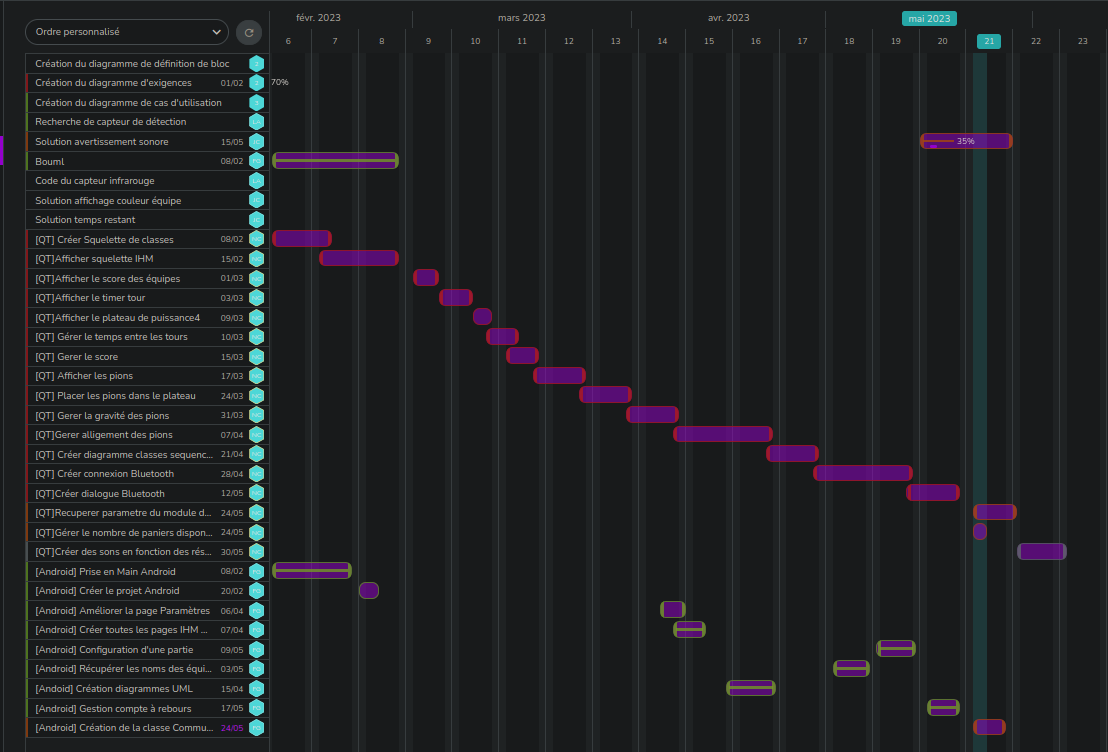 févr. 2023 mars 2023 avr. 2023 mai 2023
Ordre personnalisé
6 7 8 9 10 11 12 13 14 15 16 17 18 19 20 21 22 23
Création du diagramme de définition de bloc
Création du diagramme d'exigences 01/02 70%
Création du diagramme de cas d'utilisation
Recherche de capteur de détection
Solution avertissement sonore 15/05 35%
Bouml 08/02
Code du capteur infrarouge
Solution affichage couleur équipe
Solution temps restant
[QT] Créer Squelette de classes 08/02
[QT]Afficher squelette IHM 15/02
[QT]Afficher le score des équipes 01/03
[QT]Afficher le timer tour 03/03
[QT]Afficher le plateau de puissance4 09/03
[QT] Gérer le temps entre les tours 10/03
[QT] Gerer le score 15/03
[QT] Afficher les pions 17/03
[QT] Placer les pions dans le plateau 24/03
[QT] Gerer la gravité des pions 31/03
[QT]Gerer alligement des pions 07/04
[QT] Créer diagramme classes sequenc... 21/04
[QT] Créer connexion Bluetooth 28/04
[QT]Créer dialogue Bluetooth 12/05
[QT]Recuperer parametre du module d... 24/05
[QT]Gérer le nombre de paniers dispon... 24/05
[QT]Créer des sons en fonction des rés... 30/05
[Android] Prise en Main Android 08/02
[Android] Créer le projet Android 20/02
[Android] Améliorer la page Paramètres 06/04
[Android] Créer toutes les pages IHM ... 07/04
[Android] Configuration d'une partie 09/05
[Android] Récupérer les noms des équi... 03/05
[Andoid] Création diagrammes UML 15/04
[Android] Gestion compte à rebours 17/05
[Android] Création de la classe Commu... 24/05